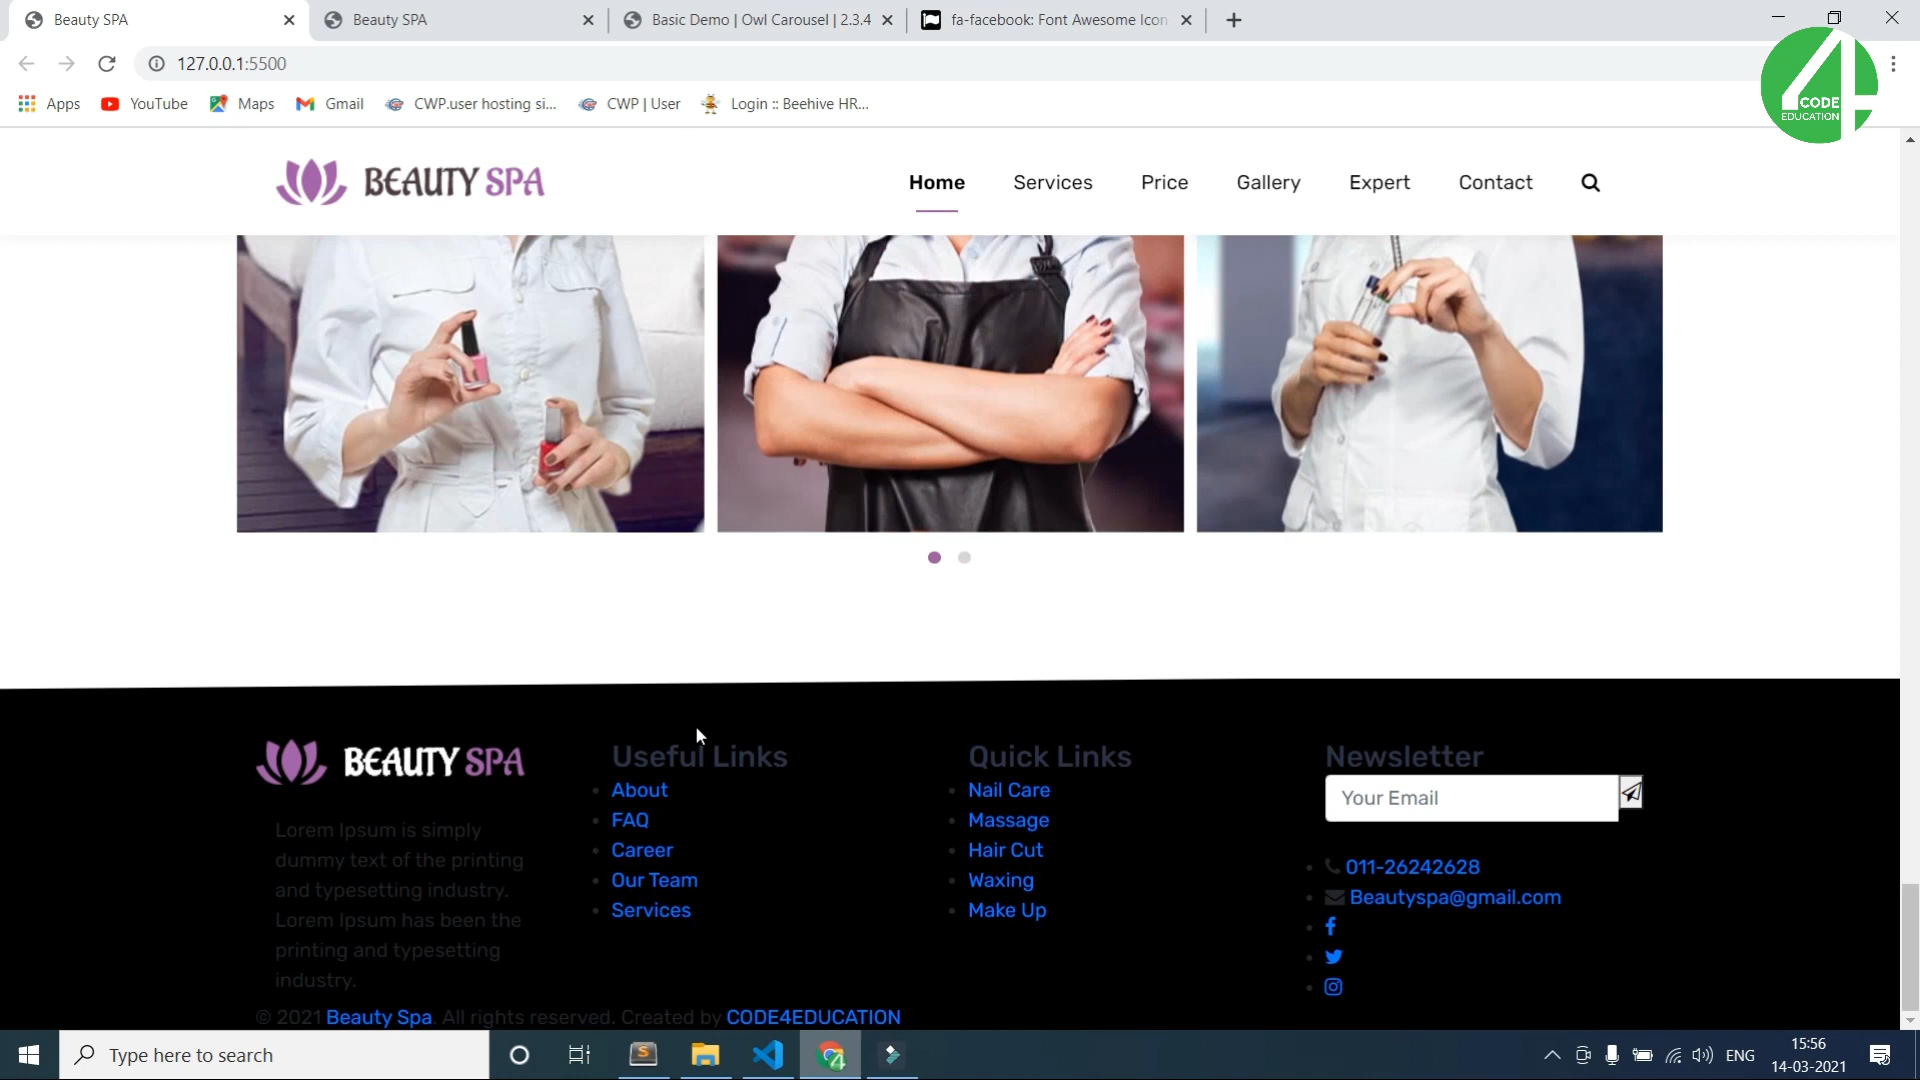 Beauty SPA
Beauty SPA
Basic Demo | Owl Carousel | 2.3.4
fa-facebook: Font Awesome Icon
127.0.0.1:5500
Apps
YouTube
Maps
Gmail
CWP.user hosting si...
CWP | User
Login :: Beehive HR...
4
CODE
EDUCATION
BEAUTY SPA
Home
Services
Price
Gallery
Expert
Contact
BEAUTY SPA
Lorem Ipsum is simply
dummy text of the printing
and typesetting industry.
Lorem Ipsum has been the
printing and typesetting
industry.
Useful Links
About
FAQ
Career
Our Team
Services
Quick Links
Nail Care
Massage
Hair Cut
Waxing
Make Up
Newsletter
Your Email
011-26242628
Beautyspa@gmail.com
© 2021 Beauty Spa. All rights reserved. Created by CODE4EDUCATION
Type here to search
ENG
15:56
14-03-2021